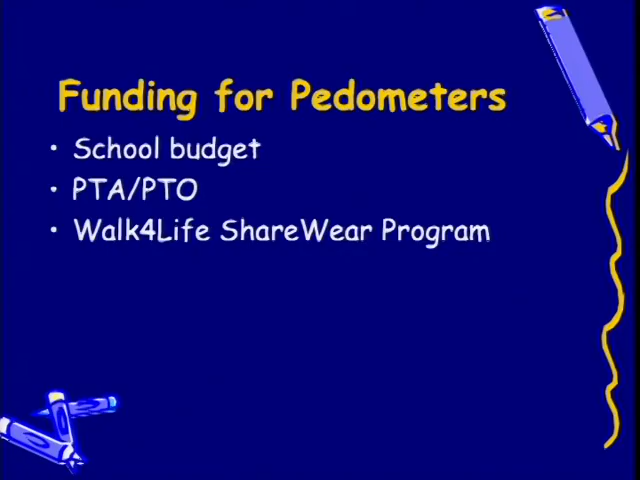 Funding for Pedometers
• School budget
• PTA/PTO
• Walk4Life ShareWear Program